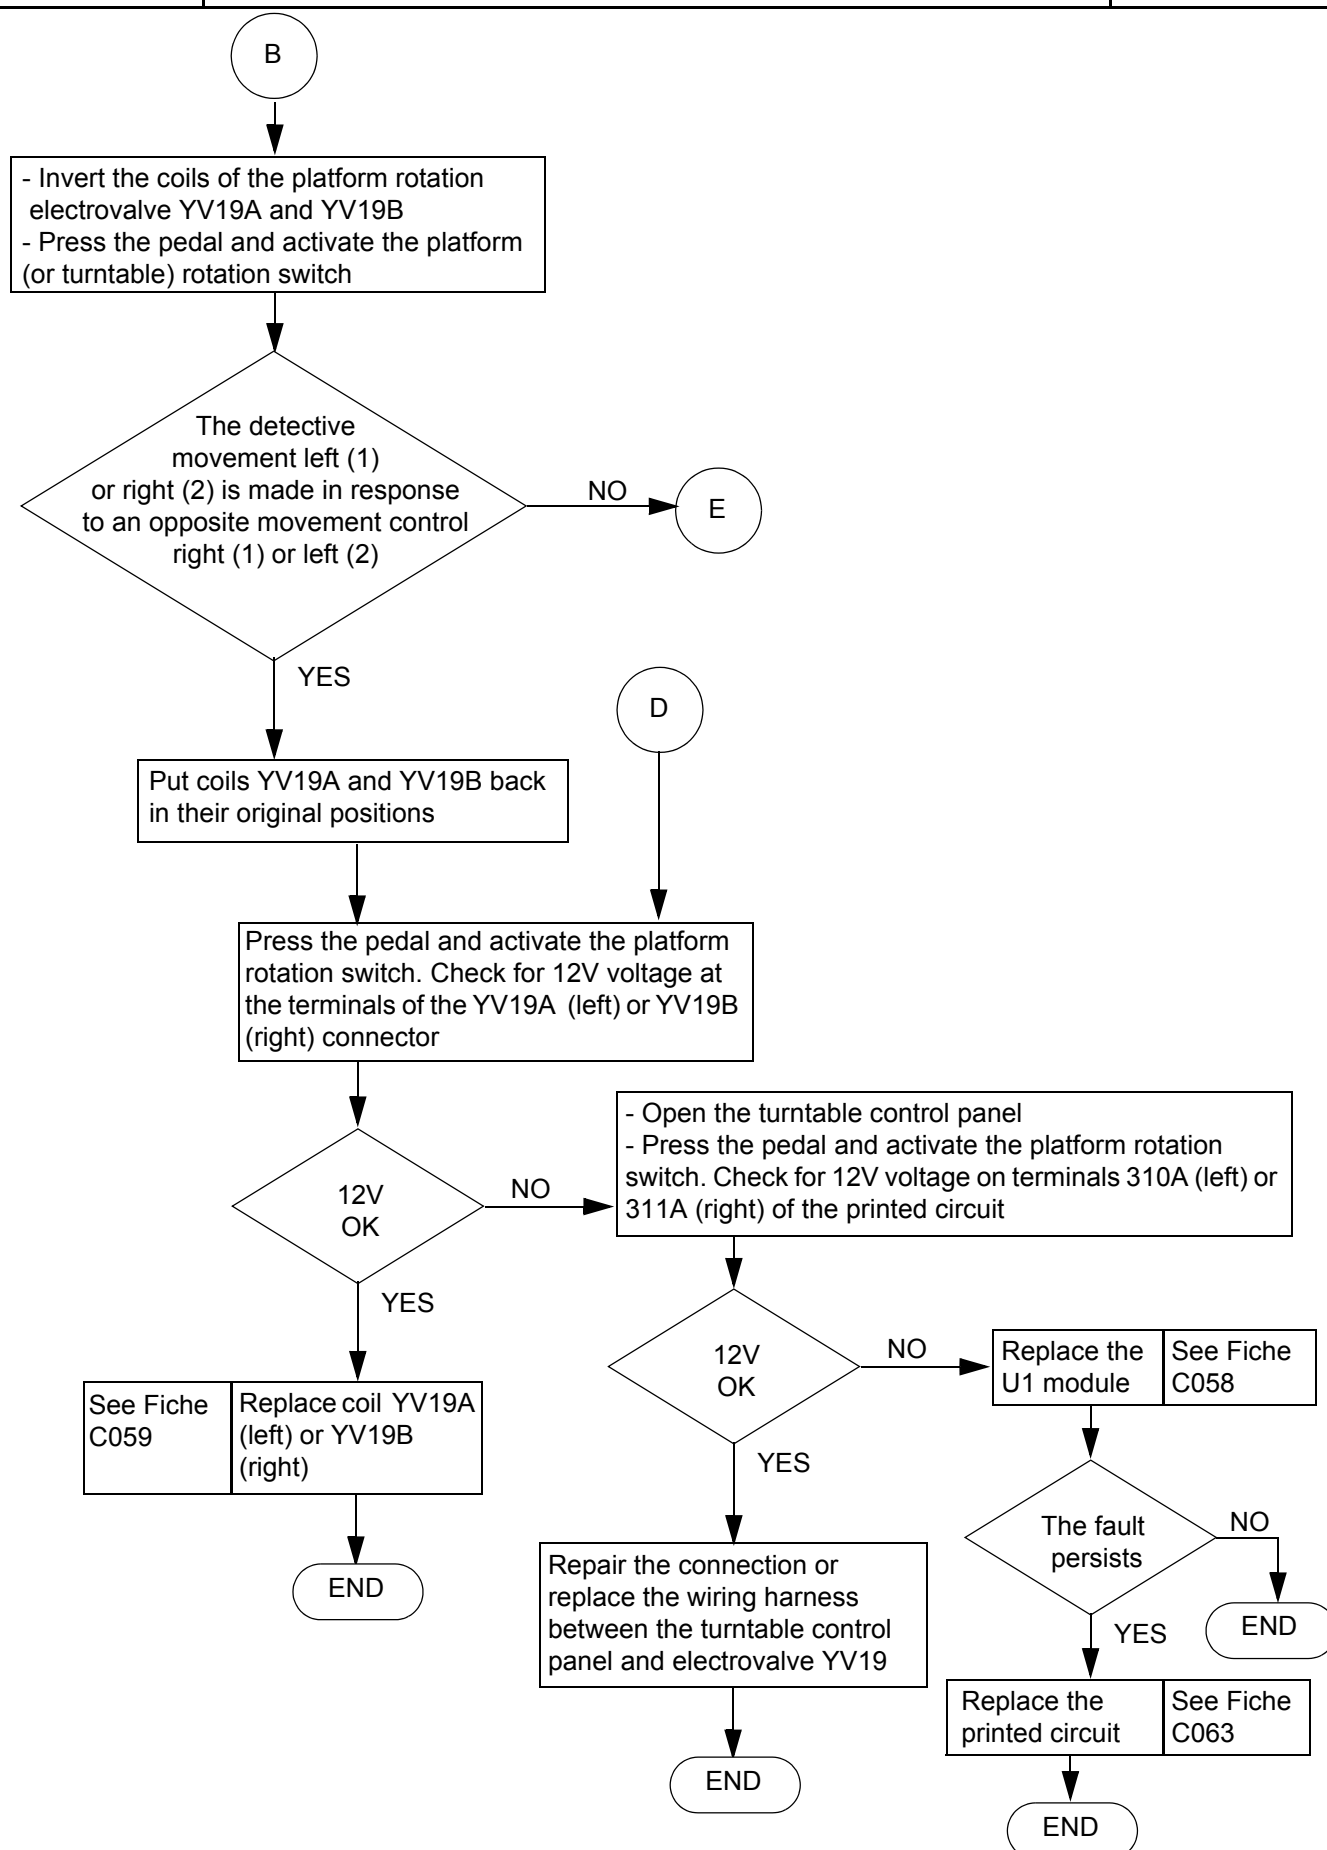 B
- Invert the coils of the platform rotation
electrovalve YV19A and YV19B
- Press the pedal and activate the platform
(or turntable) rotation switch
The detective
movement left (1)
or right (2) is made in response
to an opposite movement control
right (1) or left (2)
NO
E
YES
D
Put coils YV19A and YV19B back
in their original positions
Press the pedal and activate the platform
rotation switch. Check for 12V voltage at
the terminals of the YV19A (left) or YV19B
(right) connector
- Open the turntable control panel
- Press the pedal and activate the platform rotation
switch. Check for 12V voltage on terminals 310A (left) or
311A (right) of the printed circuit
12V
OK
NO
YES
12V
OK
NO
Replace the
U1 module
See Fiche
C058
See Fiche
C059
Replace coil YV19A
(left) or YV19B
(right)
YES
The fault
persists
NO
END
Repair the connection or
replace the wiring harness
between the turntable control
panel and electrovalve YV19
END
YES
Replace the
printed circuit
See Fiche
C063
END
END